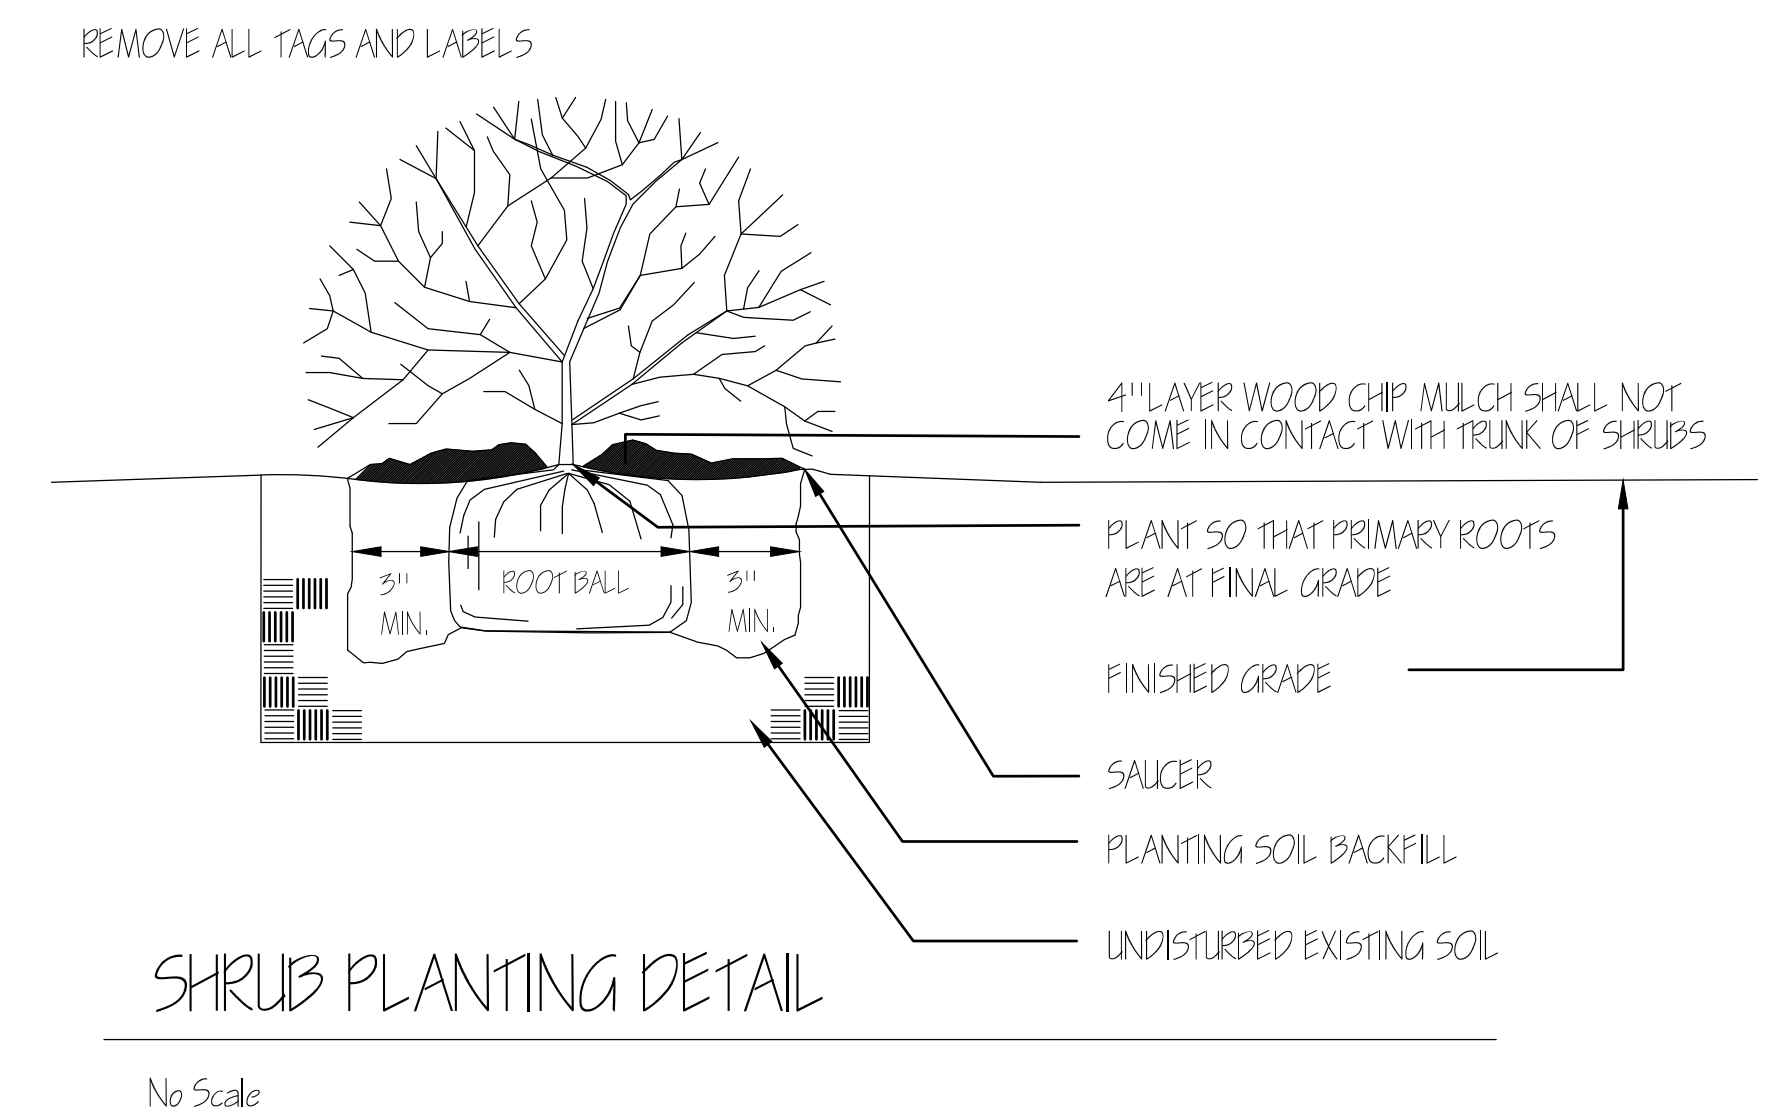 REMOVE ALL TAGS AND LABELS
4"LAYER WOOD CHIP MULCH SHALL NOT
COME IN CONTACT WITH TRUNK OF SHRUBS
PLANT SO THAT PRIMARY ROOTS
ARE AT FINAL GRADE
3"
MIN.
ROOT BALL
3"
MIN.
FINISHED GRADE
SAUCER
PLANTING SOIL BACKFILL
UNDISTURBED EXISTING SOIL
SHRUB PLANTING DETAIL
No Scale